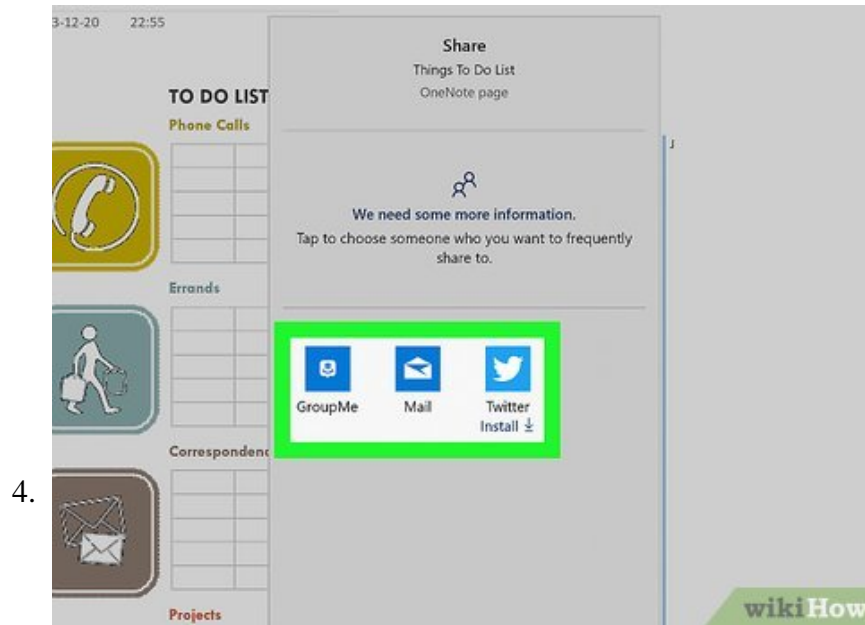 3-12-20 22:55
TO DO LIST
Phone Calls
Errands
Corresponden
Projects
Share
Things To Do List
OneNote page
We need some more information.
Tap to choose someone who you want to frequently
share to.
GroupMe Mail Twitter
Install
J
4.
wikiHow